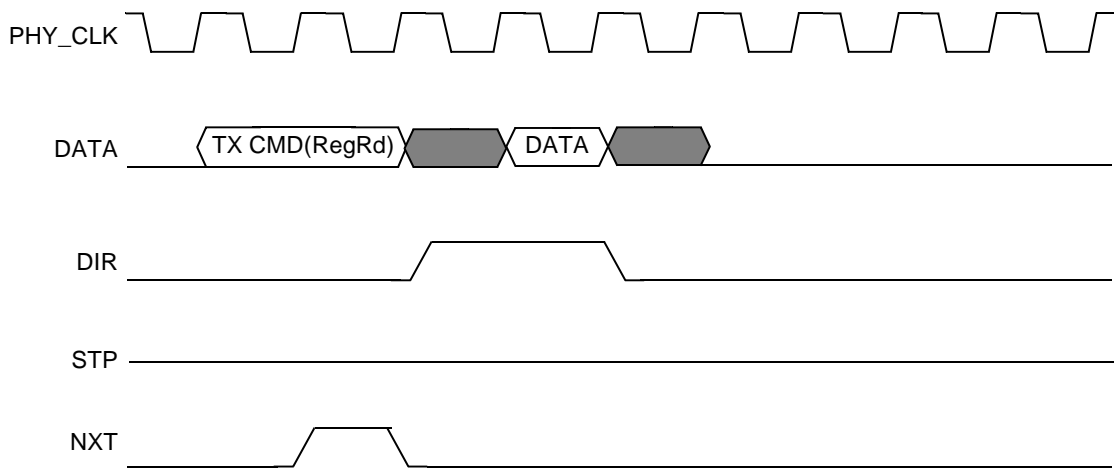 PHY_CLK
DATA TX CMD(RegRd) DATA
DIR
STP
NXT